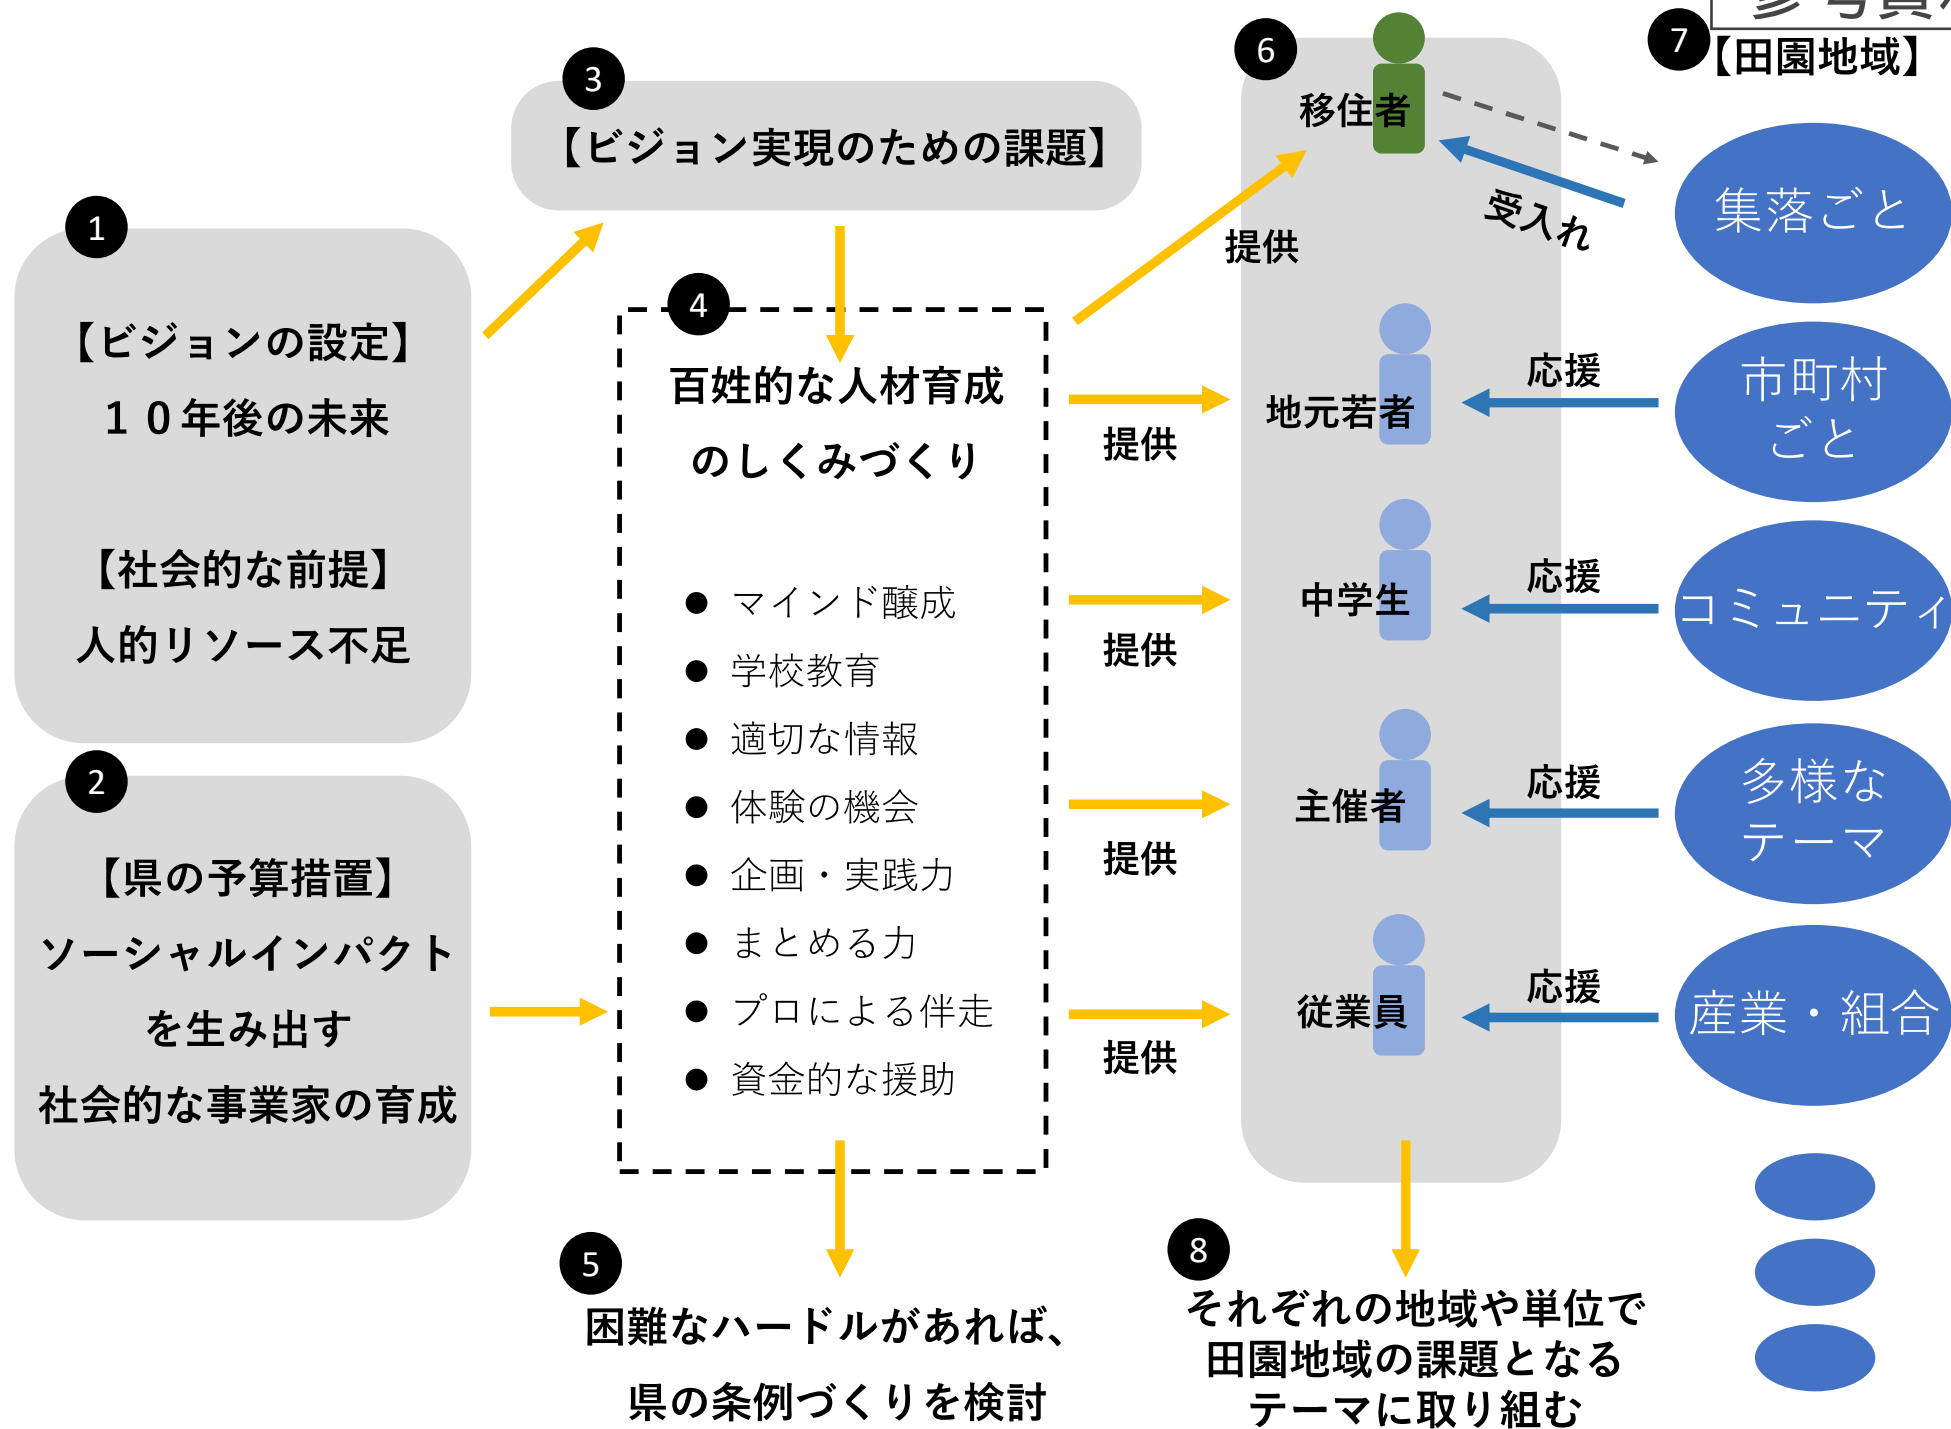 1
【ビジョンの設定】
１０年後の未来
【社会的な前提】
人的リソース不足
2
【県の予算措置】
ソーシャルインパクト
を生み出す
社会的な事業家の育成
3
【ビジョン実現のための課題】
4
百姓的な人材育成
のしくみづくり
● マインド醸成
● 学校教育
● 適切な情報
● 体験の機会
● 企画・実践力
● まとめる力
● プロによる伴走
● 資金的な援助
5
困難なハードルがあれば、
県の条例づくりを検討
提供
提供
提供
提供
提供
6
移住者
地元若者
中学生
主催者
従業員
受入れ
応援
応援
応援
応援
参考資
7
【田園地域】
集落ごと
市町村
ごと
コミュニティ
多様な
テーマ
産業・組合
8
それぞれの地域や単位で
田園地域の課題となる
テーマに取り組む